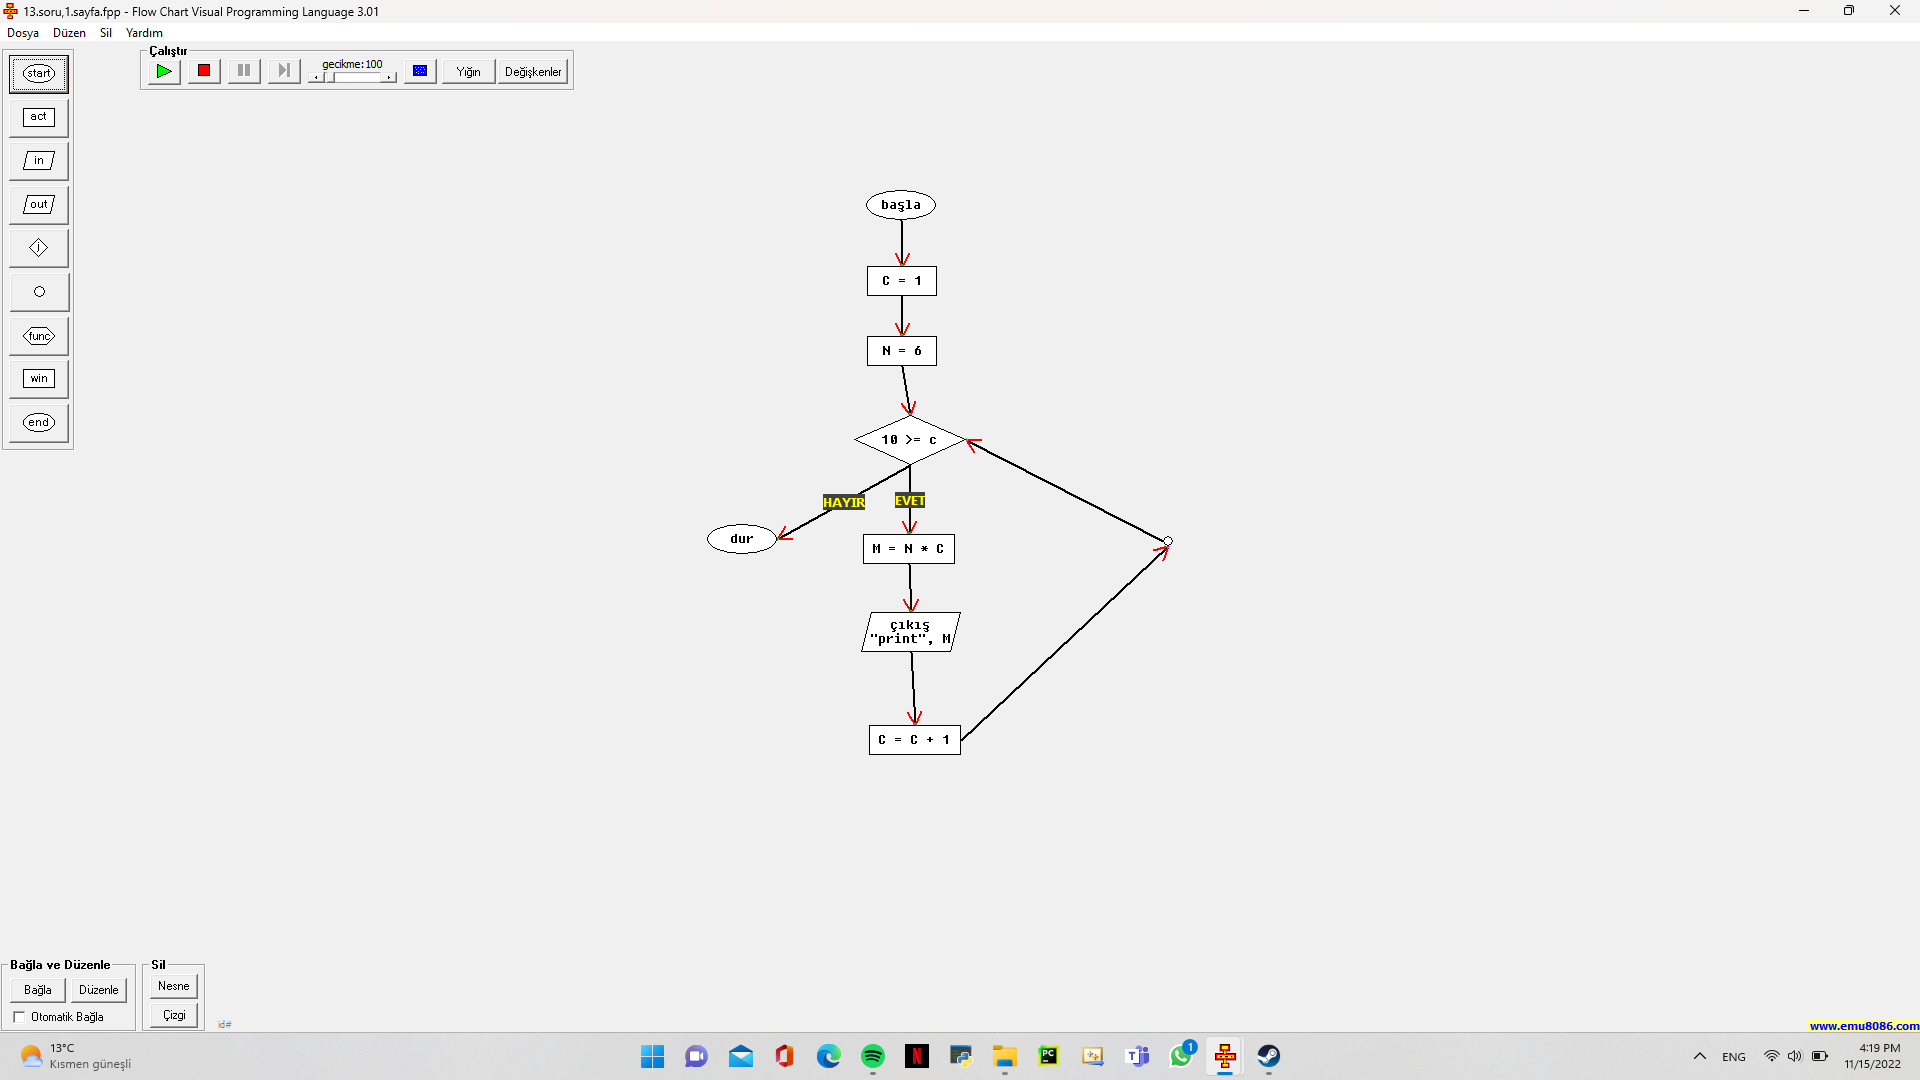 13.soru,1.sayfa.fpp - Flow Chart Visual Programming Language 3.01
Dosya Düzen Sil Yardım
Çalıştır
gecikme:100
Yığın
Değişkenler
start
act
in
out
j
func
win
end
başla
C = 1
N = 6
10 >= c
HAYIR
EVET
dur
M = N * C
çıkış
"print", M
C = C + 1
Bağla ve Düzenle
Bağla
Düzenle
Otomatik Bağla
Sil
Nesne
Çizgi
id#
www.emu8086.com
13°C
Kısmen güneşli
N
PC
1
ENG
4:19 PM
11/15/2022